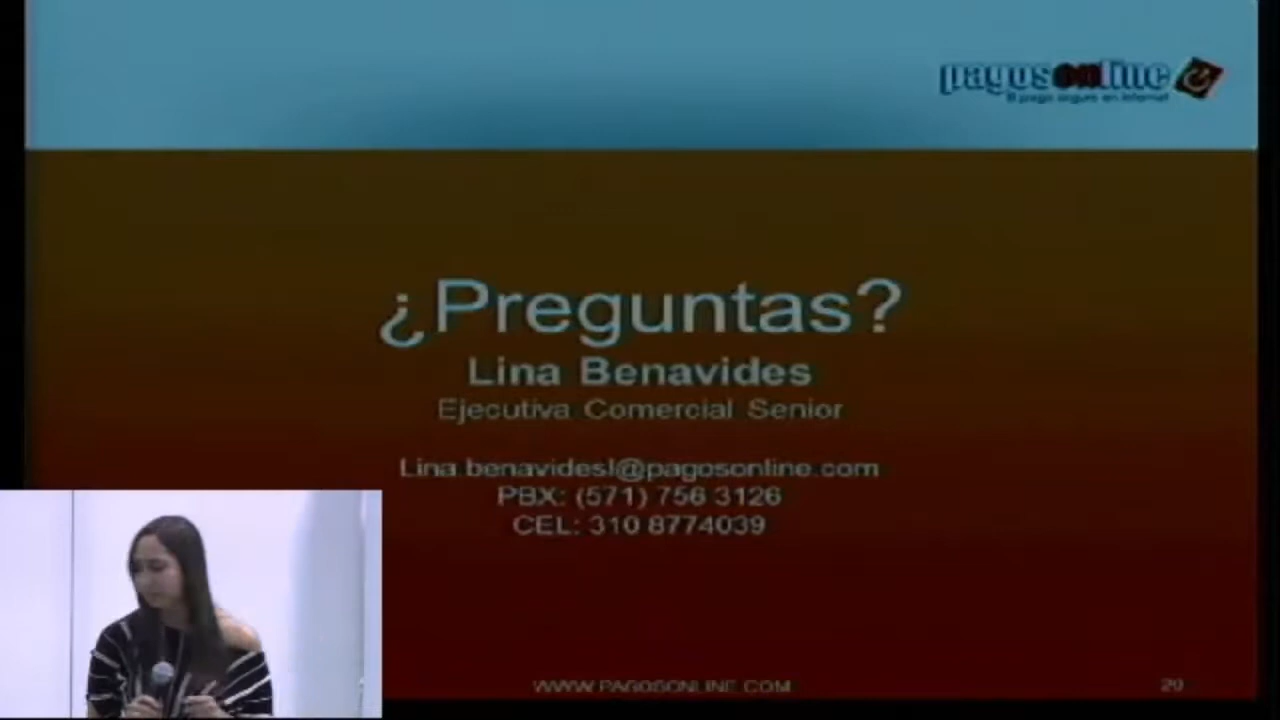 pagosonline
El pago seguro en Internet
¿Preguntas?
Lina Benavides
Ejecutiva Comercial Senior
Lina.benavidesl@pagosonline.com
PBX: (571) 756 3126
CEL: 310 8774039
WWW.PAGOSONLINE.COM
20